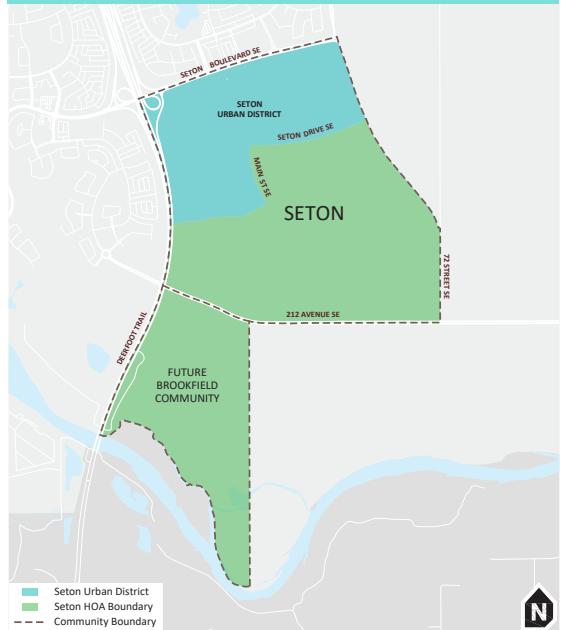 SETON BOULEVARD SE
SETON
URBAN DISTRICT
SETON DRIVE SE
MAIN ST SE
SETON
72 STREET SE
212 AVENUE SE
DEERFOOT TRAIL
FUTURE
BROOKFIELD
COMMUNITY
Seton Urban District
Seton HOA Boundary
Community Boundary
N